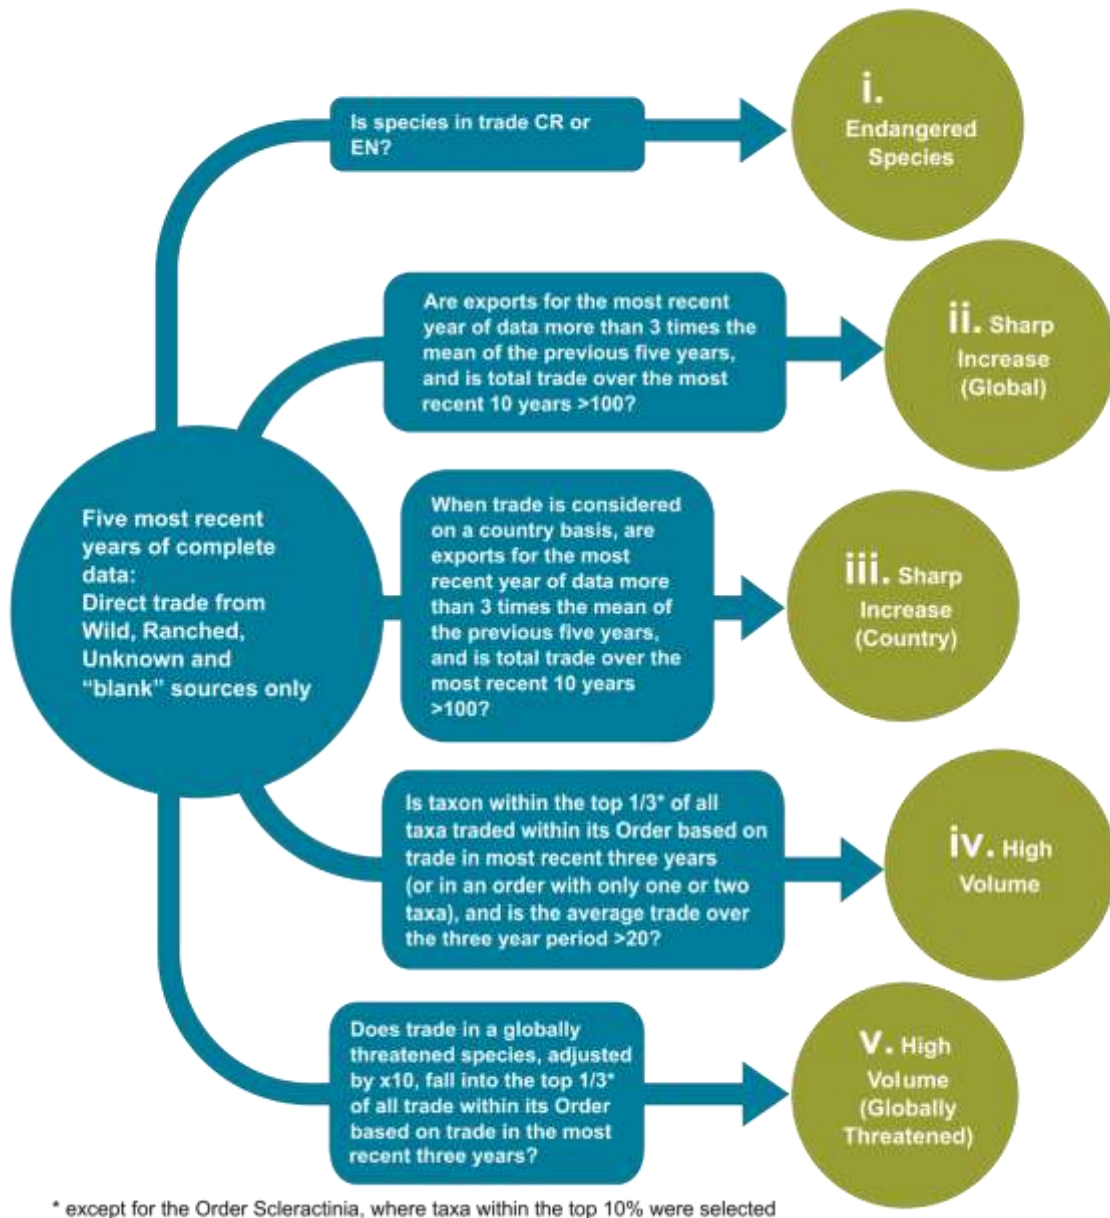 Is species in trade CR or
EN?
i.
Endangered
Species
Are exports for the most recent
year of data more than 3 times the
mean of the previous five years,
and is total trade over the most
recent 10 years >100?
ii. Sharp
Increase
(Global)
Five most recent
years of complete
data:
Direct trade from
Wild, Ranched,
Unknown and
“blank” sources only
When trade is considered
on a country basis, are
exports for the most
recent year of data more
than 3 times the mean of
the previous five years,
and is total trade over the
most recent 10 years
>100?
iii. Sharp
Increase
(Country)
Is taxon within the top 1/3* of all
taxa traded within its Order based on
trade in most recent three years
(or in an order with only one or two
taxa), and is the average trade over
the three year period >20?
iv. High
Volume
Does trade in a globally
threatened species, adjusted
by x10, fall into the top 1/3*
of all trade within its Order
based on trade in the most
recent three years?
v. High
Volume
(Globally
Threatened)
* except for the Order Scleractinia, where taxa within the top 10% were selected